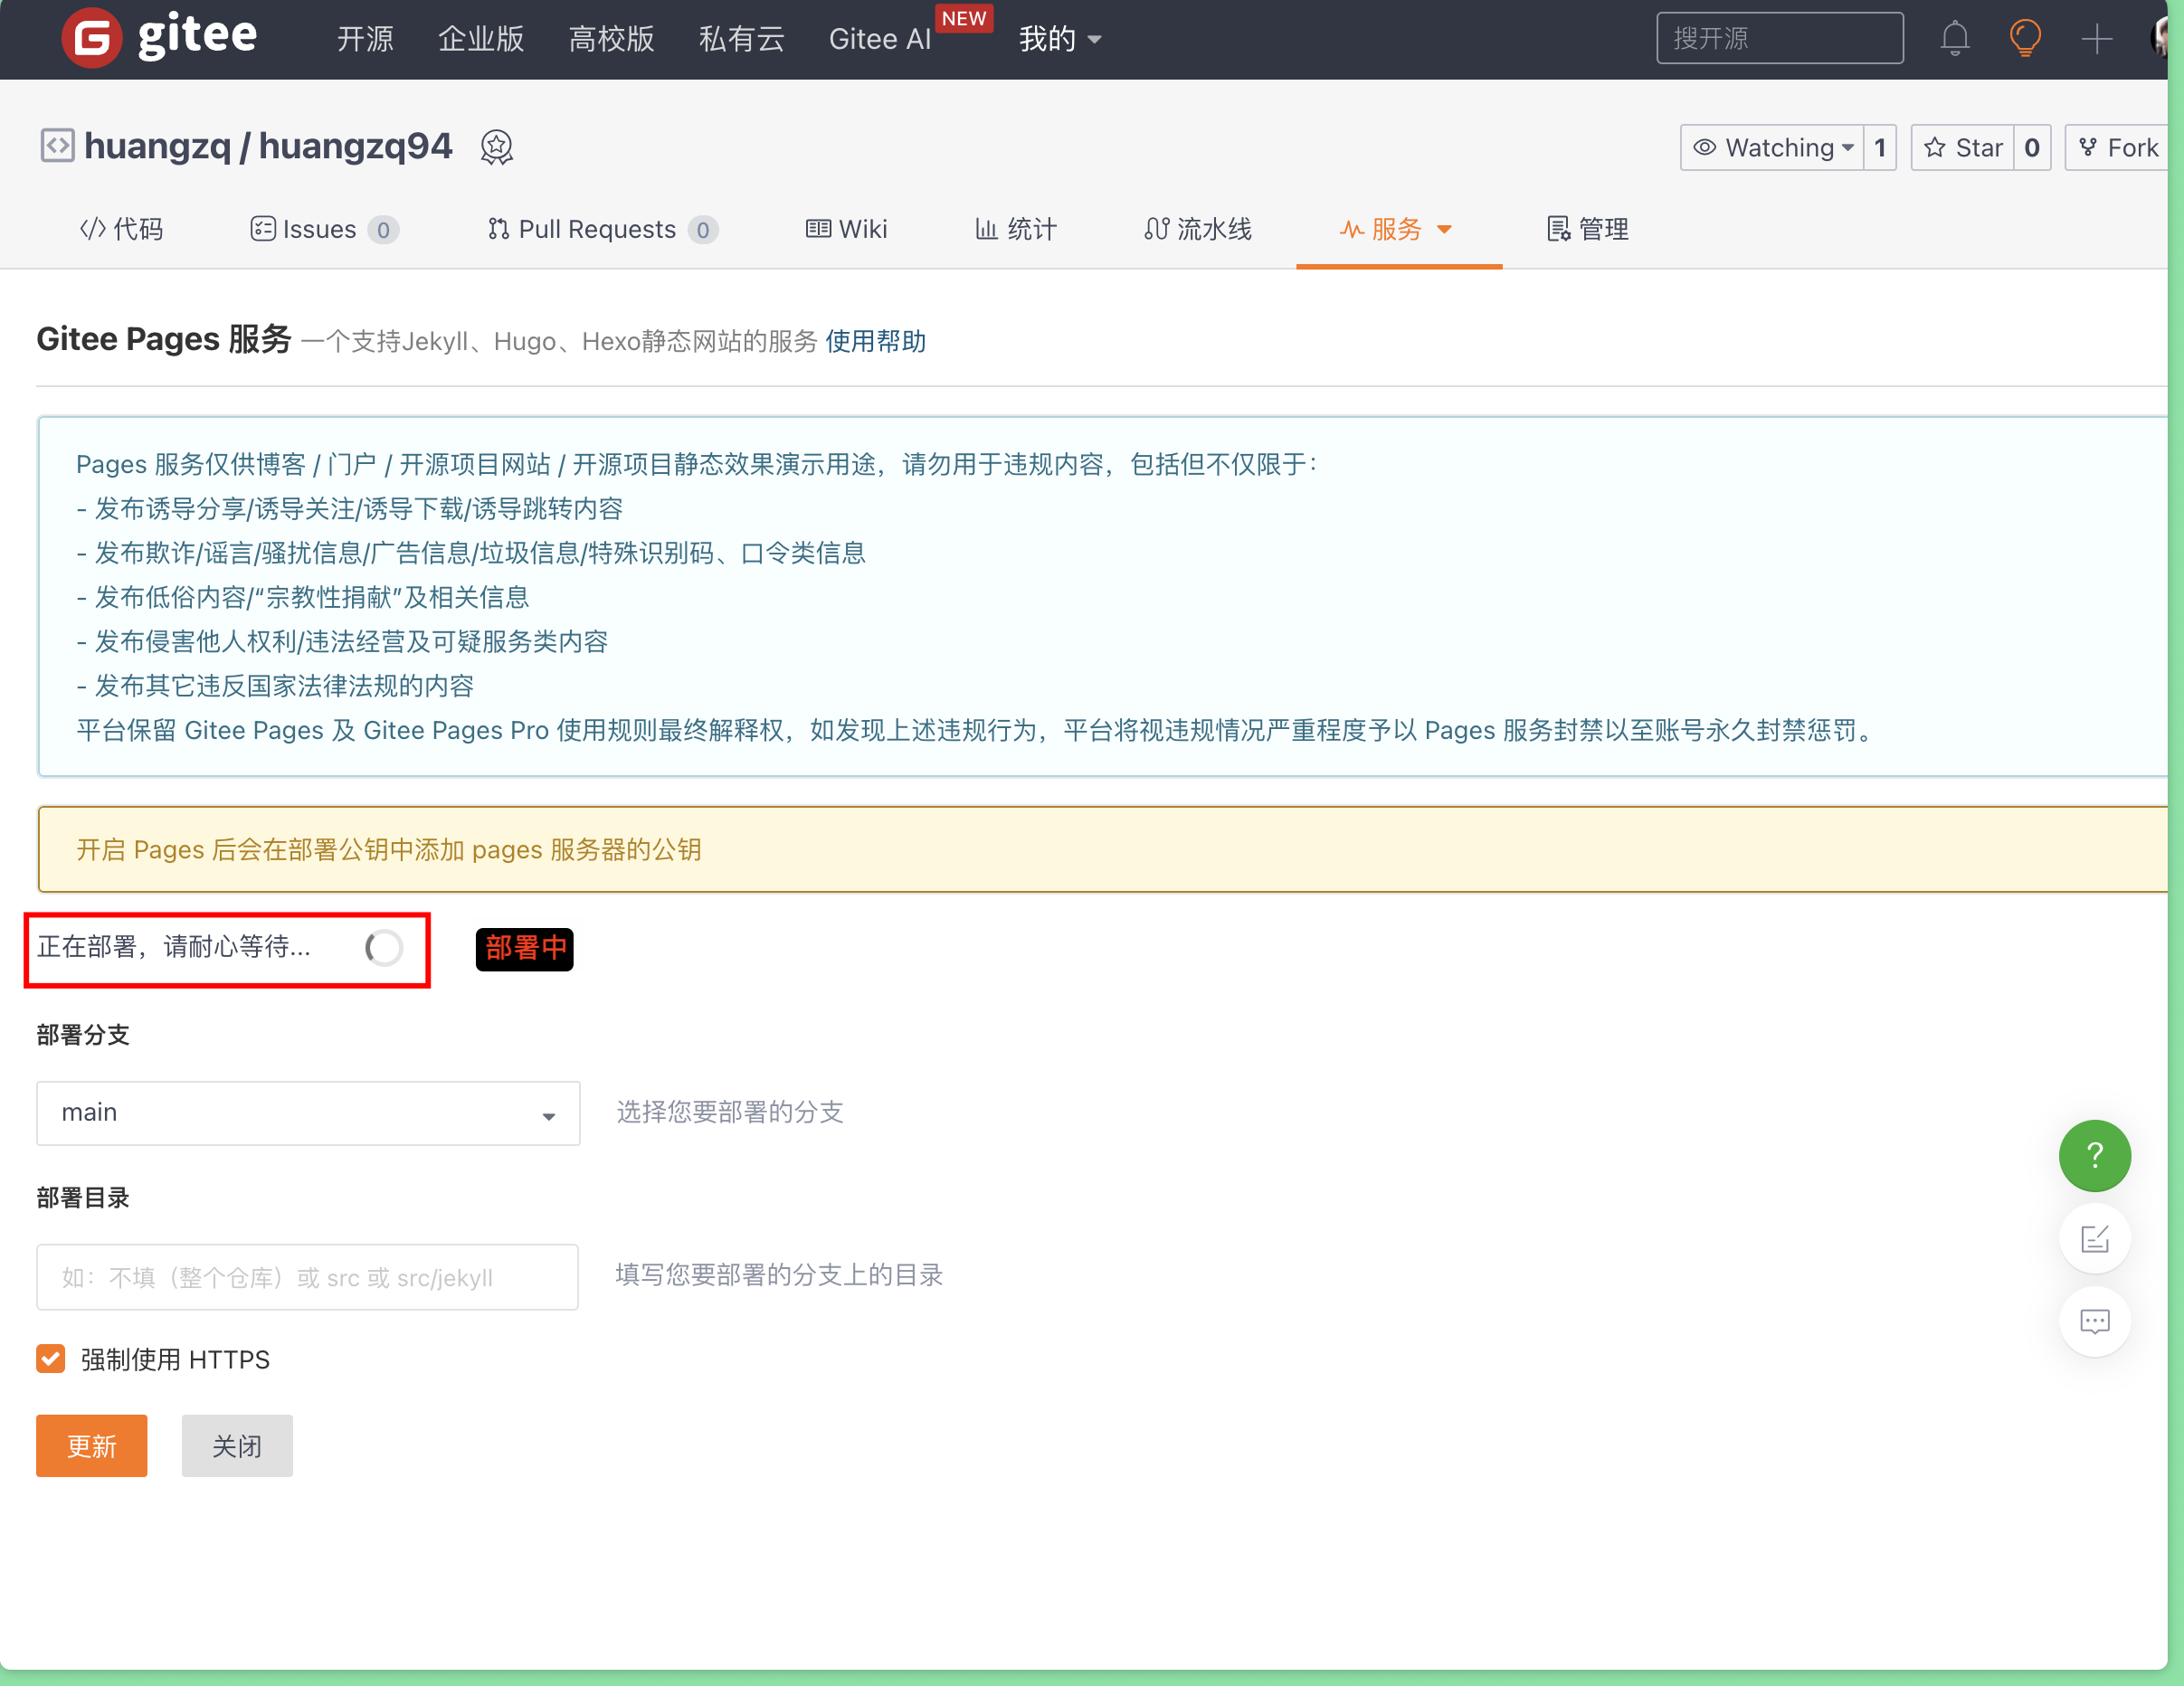 gitee 开源 企业版 高校版 私有云 Gitee AI NEW 我的 搜开源
huangzq / huangzq94 Watching 1 Star 0 Fork
代码 Issues 0 Pull Requests 0 Wiki 统计 流水线 服务 管理
Gitee Pages 服务 一个支持Jekyll、Hugo、Hexo静态网站的服务 使用帮助
Pages 服务仅供博客 / 门户 / 开源项目网站 / 开源项目静态效果演示用途，请勿用于违规内容，包括但不仅限于：
- 发布诱导分享/诱导关注/诱导下载/诱导跳转内容
- 发布欺诈/谣言/骚扰信息/广告信息/垃圾信息/特殊识别码、口令类信息
- 发布低俗内容/“宗教性捐献”及相关信息
- 发布侵害他人权利/违法经营及可疑服务类内容
- 发布其它违反国家法律法规的内容
平台保留 Gitee Pages 及 Gitee Pages Pro 使用规则最终解释权，如发现上述违规行为，平台将视违规情况严重程度予以 Pages 服务封禁以至账号永久封禁惩罚。
开启 Pages 后会在部署公钥中添加 pages 服务器的公钥
正在部署，请耐心等待... 部署中
部署分支
main 选择您要部署的分支
部署目录
如：不填（整个仓库）或 src 或 src/jekyll 填写您要部署的分支上的目录
强制使用 HTTPS
更新 关闭
?